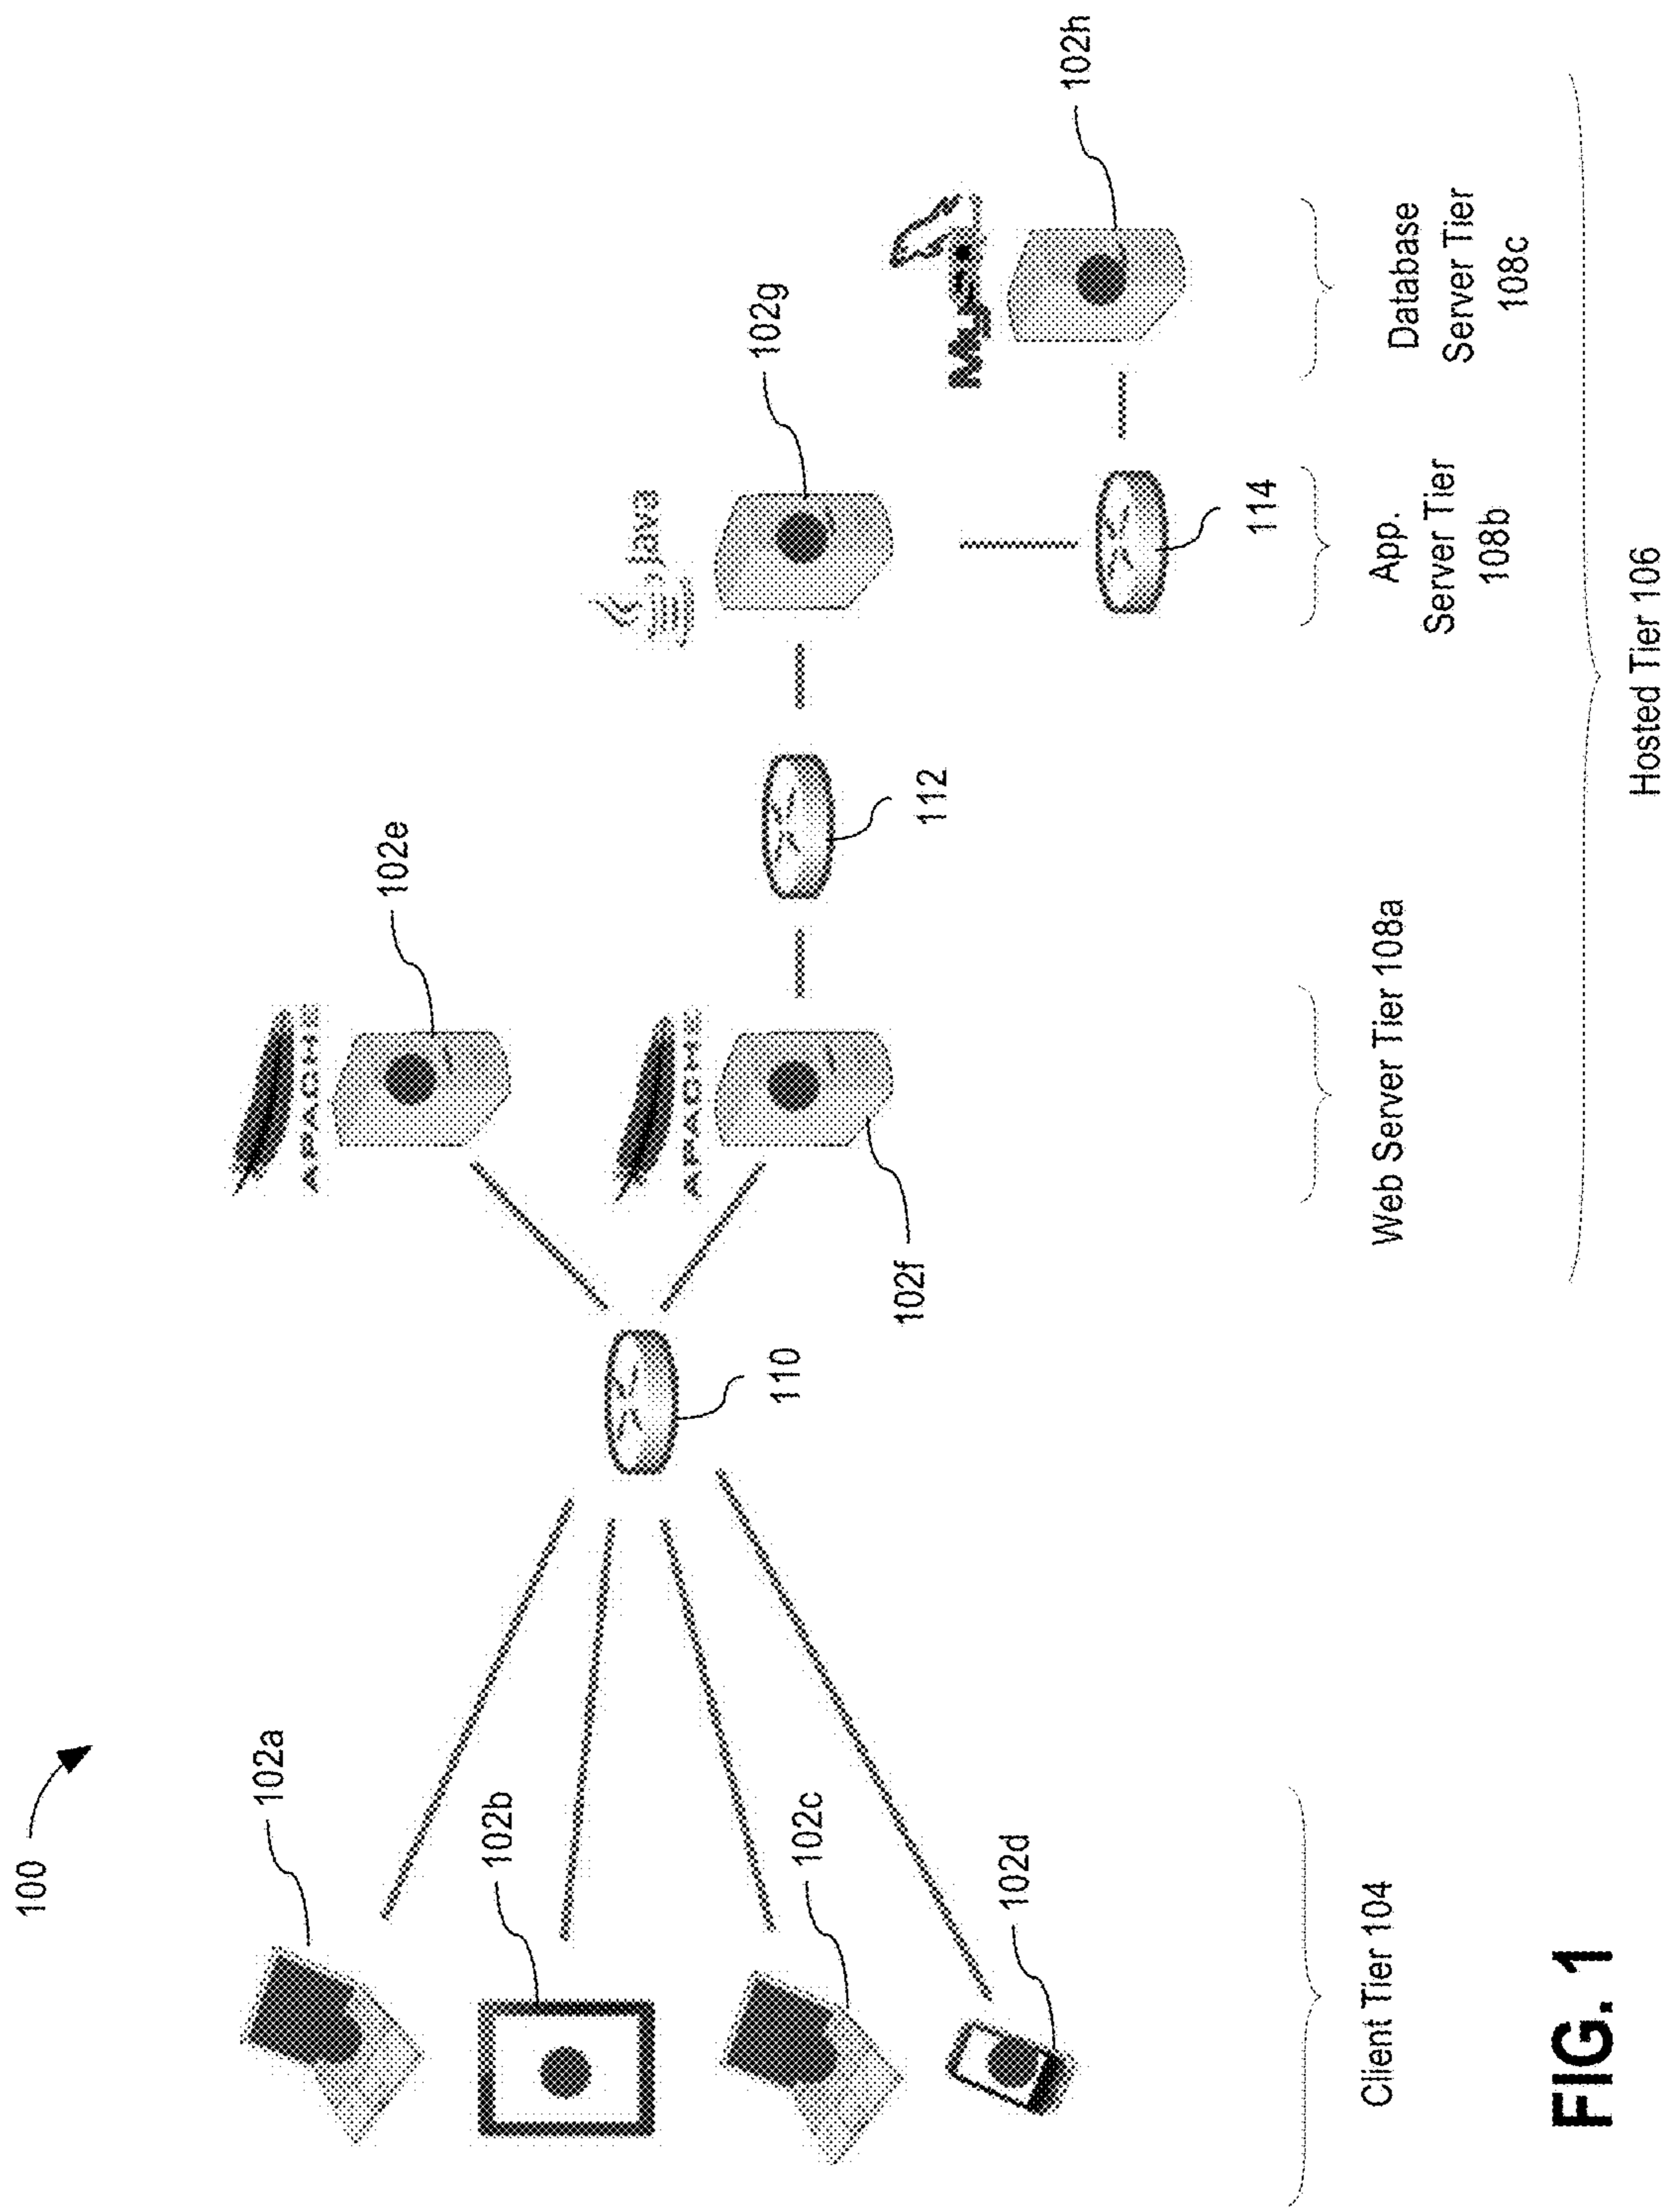 100
102a
102b
102c
102d
110
APACHE
102e
APACHE
102f
112
Java
102g
114
MySQL
102h
Client Tier 104
Web Server Tier 108a
App.
Server Tier
108b
Database
Server Tier
108c
Hosted Tier 106
FIG. 1